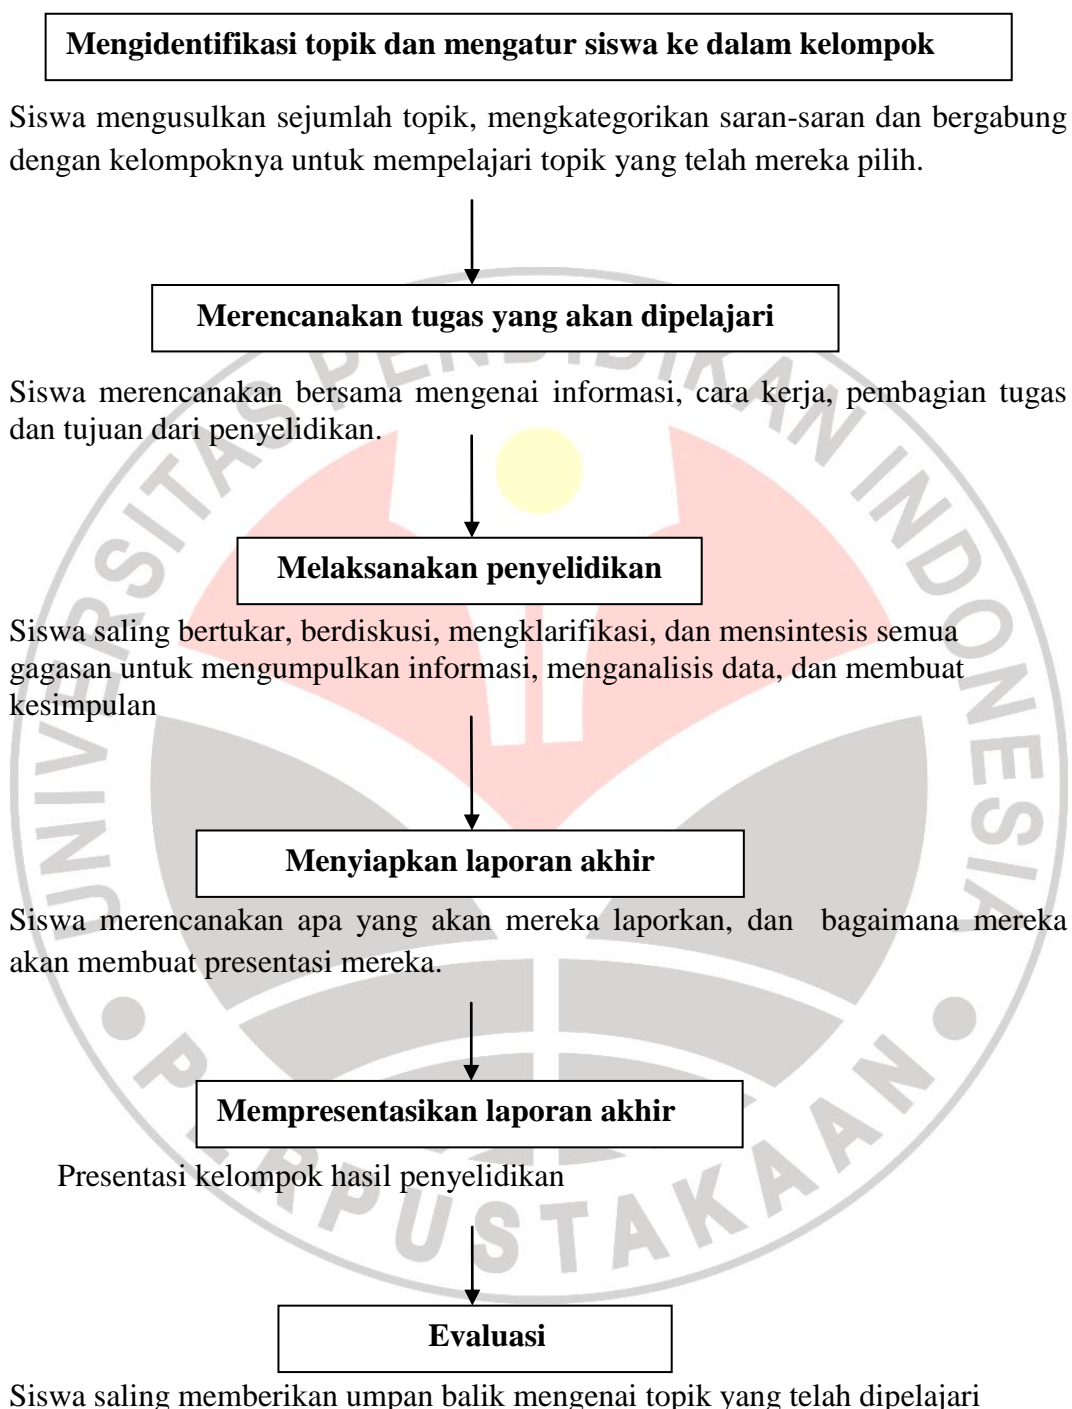 Mengidentifikasi topik dan mengatur siswa ke dalam kelompok
Siswa mengusulkan sejumlah topik, mengkategorikan saran-saran dan bergabung
dengan kelompoknya untuk mempelajari topik yang telah mereka pilih.
Merencanakan tugas yang akan dipelajari
Siswa merencanakan bersama mengenai informasi, cara kerja, pembagian tugas
dan tujuan dari penyelidikan.
Melaksanakan penyelidikan
Siswa saling bertukar, berdiskusi, mengklarifikasi, dan mensintesis semua
gagasan untuk mengumpulkan informasi, menganalisis data, dan membuat
kesimpulan
Menyiapkan laporan akhir
Siswa merencanakan apa yang akan mereka laporkan, dan bagaimana mereka
akan membuat presentasi mereka.
Mempresentasikan laporan akhir
Presentasi kelompok hasil penyelidikan
Evaluasi
Siswa saling memberikan umpan balik mengenai topik yang telah dipelajari
UNIVERSITAS PENDIDIKAN INDONESIA
PERPUSTAKAAN